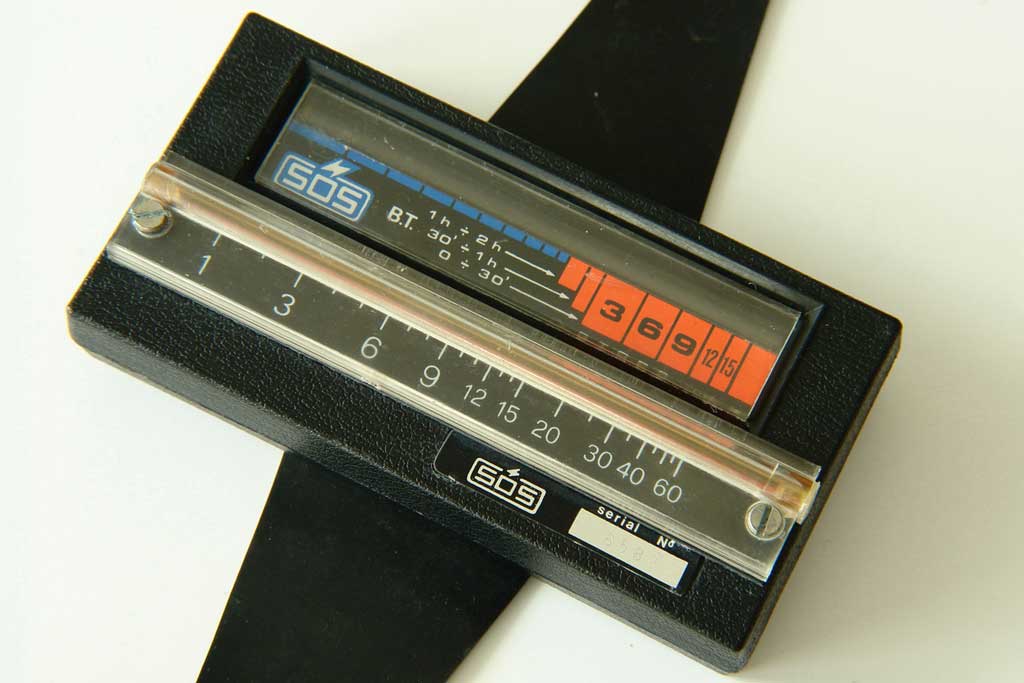 SOS
B.T.
1h ÷ 2h
30' ÷ 1h
0 ÷ 30'
3 6 9 12 15
1 3 6 9 12 15 20 30 40 60
SOS
serial Nº